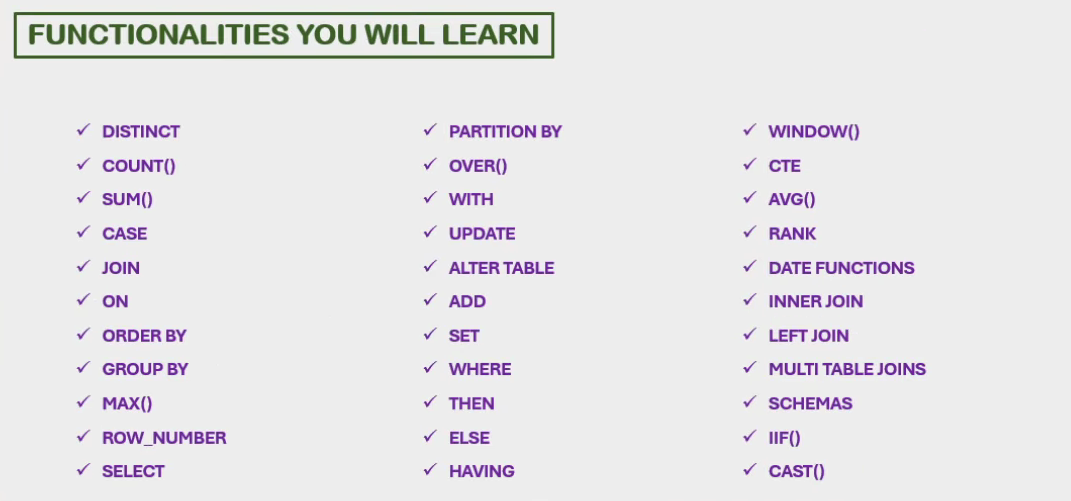 FUNCTIONALITIES YOU WILL LEARN
✓ DISTINCT
✓ COUNT()
✓ SUM()
✓ CASE
✓ JOIN
✓ ON
✓ ORDER BY
✓ GROUP BY
✓ MAX()
✓ ROW_NUMBER
✓ SELECT
✓ PARTITION BY
✓ OVER()
✓ WITH
✓ UPDATE
✓ ALTER TABLE
✓ ADD
✓ SET
✓ WHERE
✓ THEN
✓ ELSE
✓ HAVING
✓ WINDOW()
✓ CTE
✓ AVG()
✓ RANK
✓ DATE FUNCTIONS
✓ INNER JOIN
✓ LEFT JOIN
✓ MULTI TABLE JOINS
✓ SCHEMAS
✓ IIF()
✓ CAST()